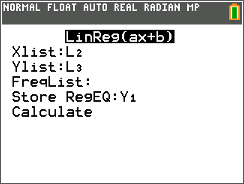 NORMAL FLOAT AUTO REAL RADIAN MP
LinReg(ax+b)
Xlist:L₂
Ylist:L₃
FreqList:
Store RegEQ:Y₁
Calculate